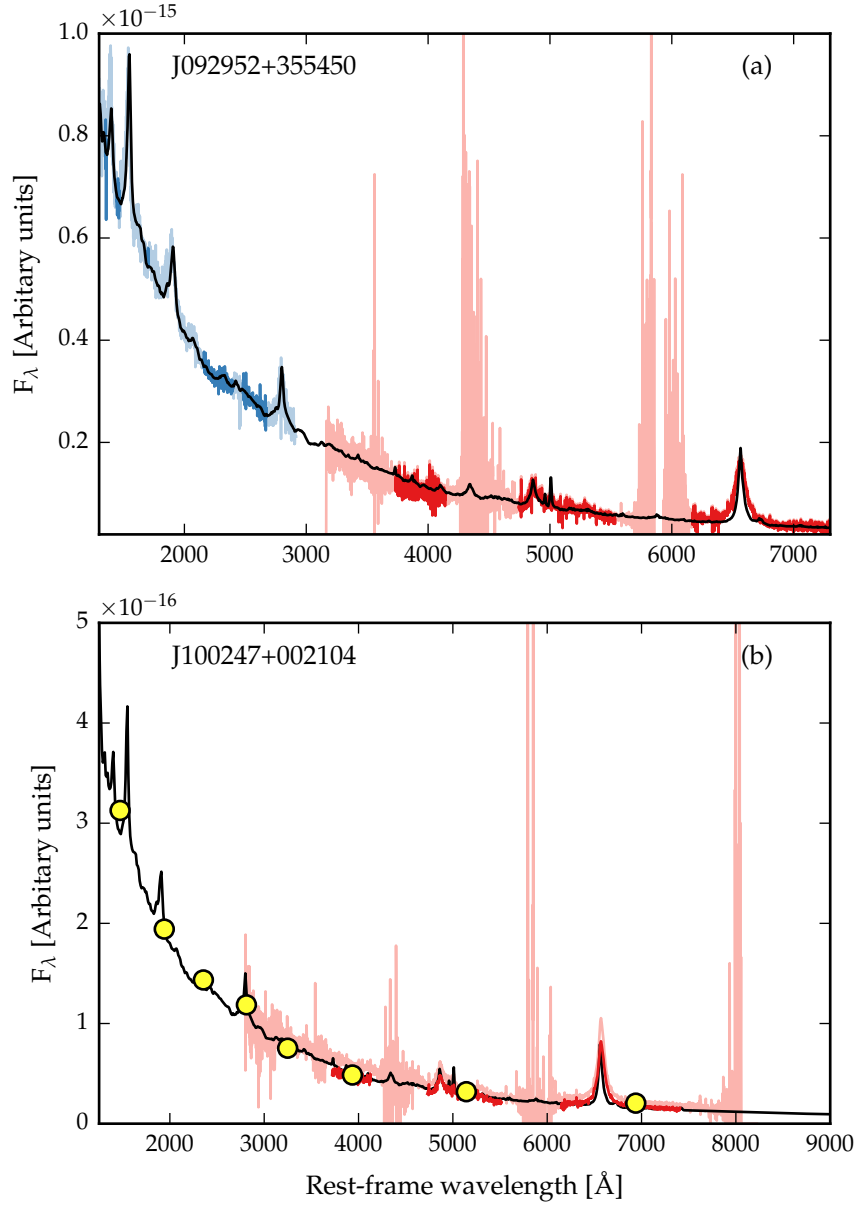 ×10⁻¹⁵
1.0
J092952+355450
(a)
0.8
0.6
0.4
0.2
F_λ [Arbitary units]
2000 3000 4000 5000 6000 7000
×10⁻¹⁶
5
J100247+002104
(b)
4
3
2
1
0
F_λ [Arbitary units]
2000 3000 4000 5000 6000 7000 8000 9000
Rest-frame wavelength [Å]